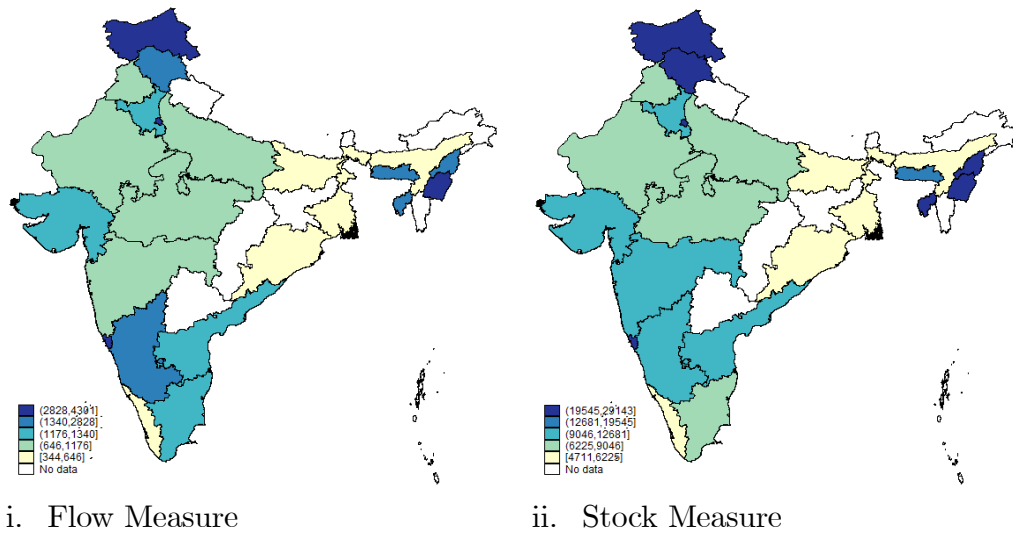 (2828,4301]
(1340,2828]
(1176,1340]
(646,1176]
[344,646]
No data
i. Flow Measure
(19545,29143]
(12681,19545]
(9046,12681]
(6225,9046]
[4711,6225]
No data
ii. Stock Measure